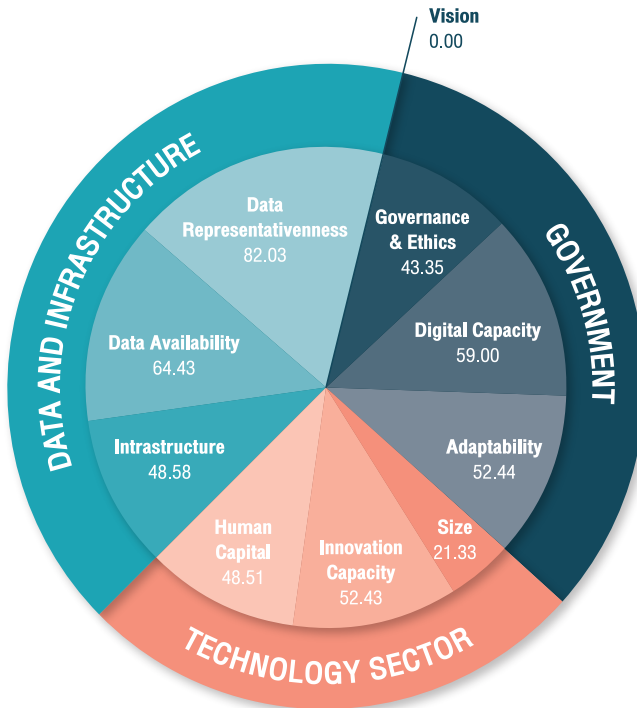 Vision
0.00
DATA AND INFRASTRUCTURE
GOVERNMENT
TECHNOLOGY SECTOR
Data
Representativenness
82.03
Governance
& Ethics
43.35
Data Availability
64.43
Digital Capacity
59.00
Intrastructure
48.58
Adaptability
52.44
Human
Capital
48.51
Innovation
Capacity
52.43
Size
21.33